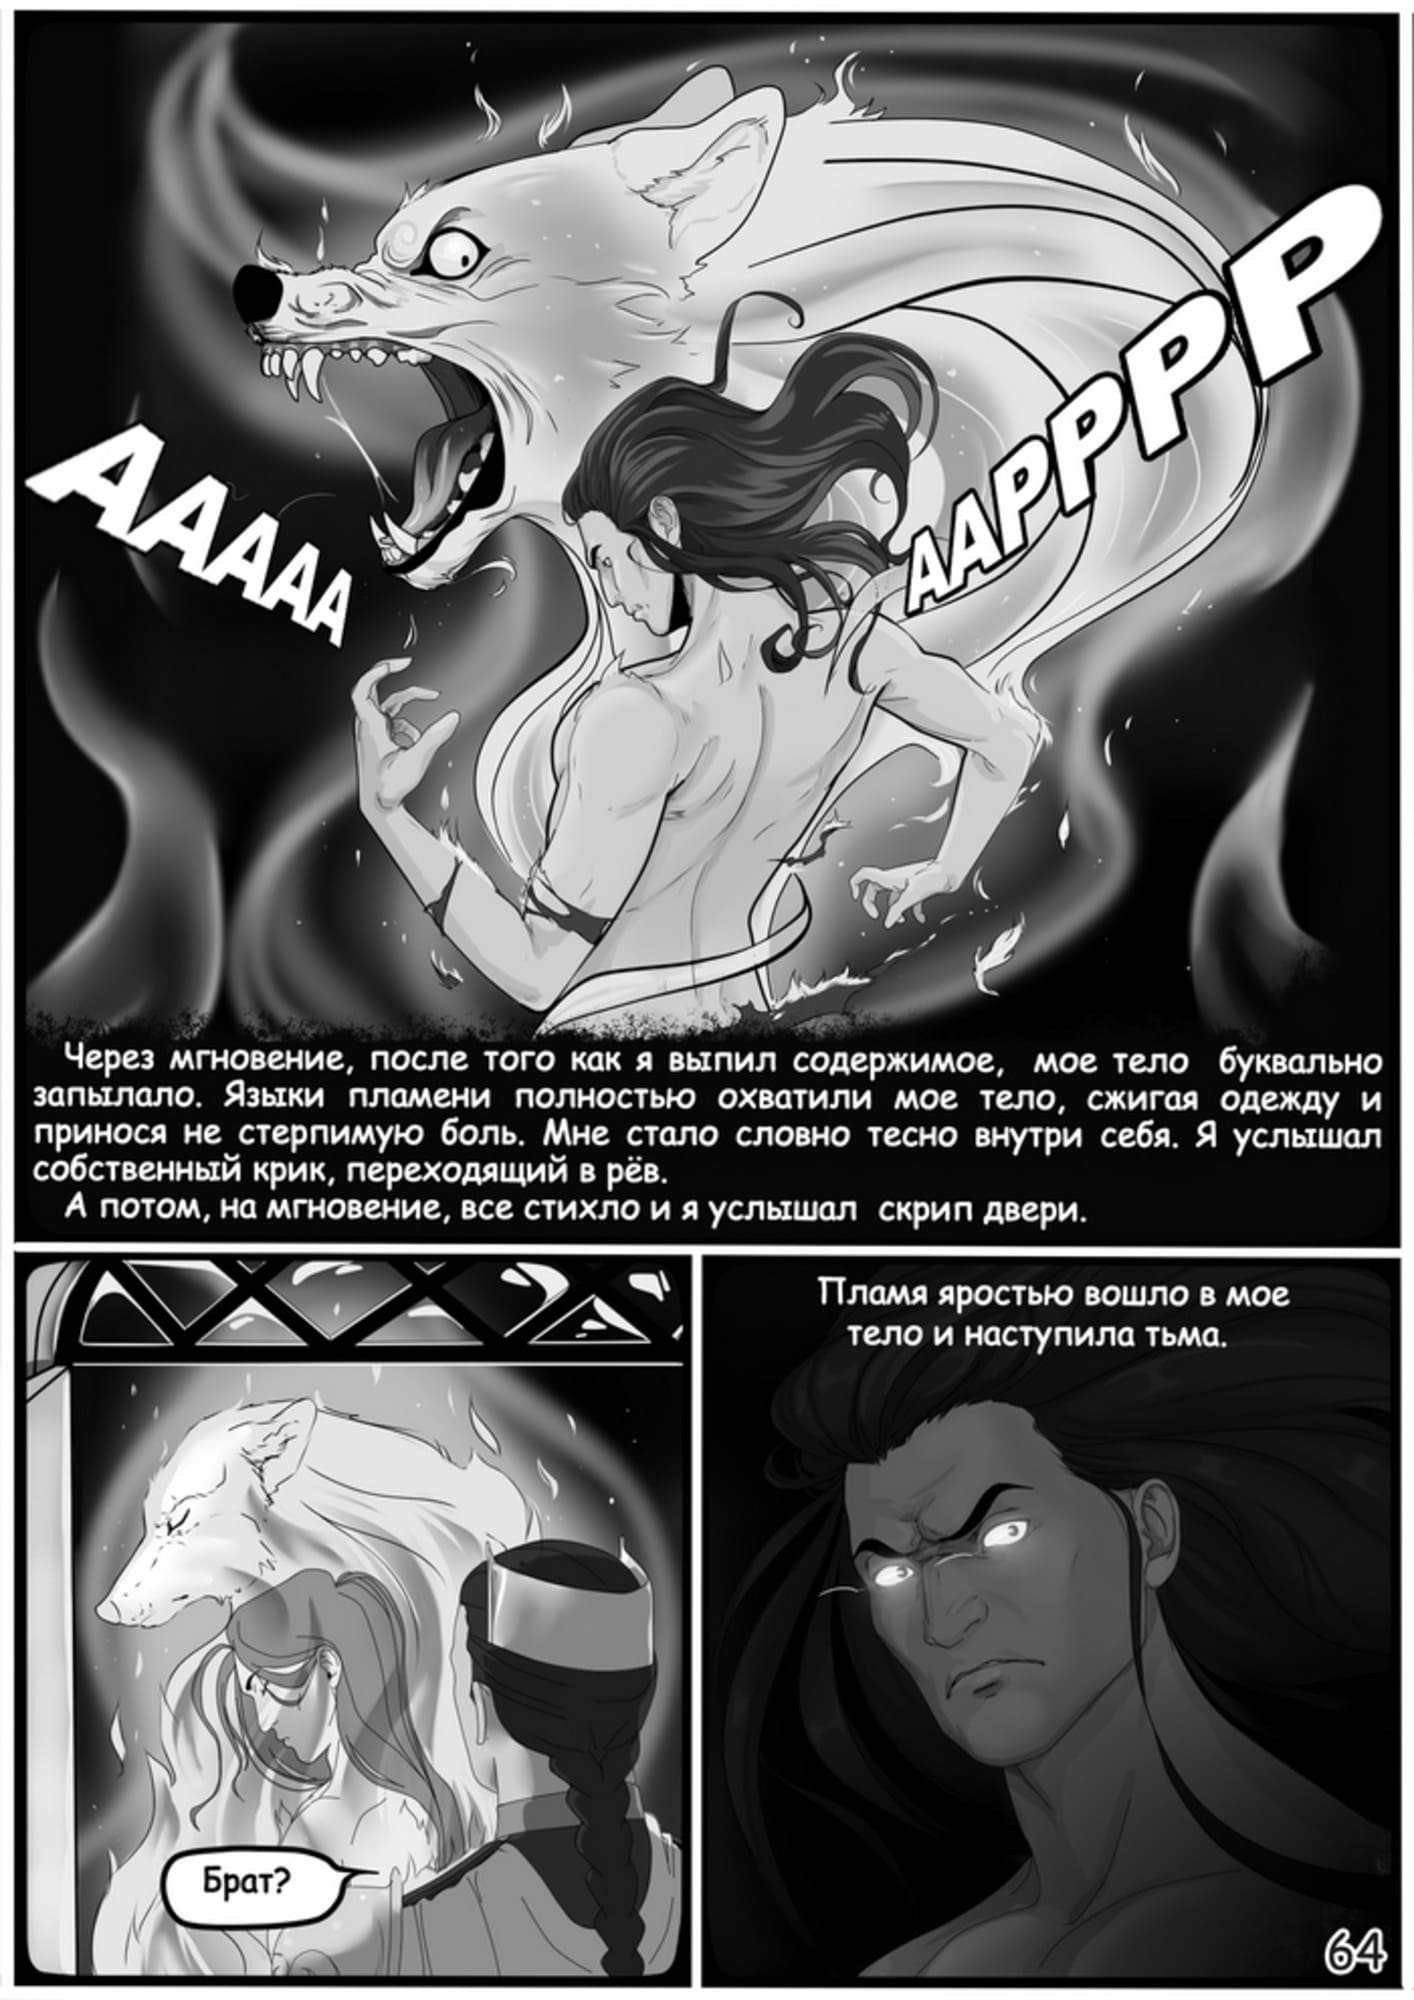 ААААА
ААРРРР
Через мгновение, после того как я выпил содержимое, мое тело буквально
запылало. Языки пламени полностью охватили мое тело, сжигая одежду и
принося не стерпимую боль. Мне стало словно тесно внутри себя. Я услышал
собственный крик, переходящий в рёв.
А потом, на мгновение, все стихло и я услышал скрип двери.
Пламя яростью вошло в мое
тело и наступила тьма.
Брат?
64